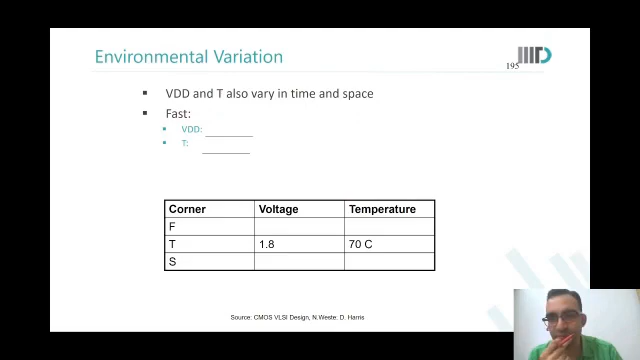 Environmental Variation
195
VDD and T also vary in time and space
Fast:
VDD:
T:
Corner Voltage Temperature
F
T 1.8 70 C
S
Source: CMOS VLSI Design, N.Weste: D. Harris